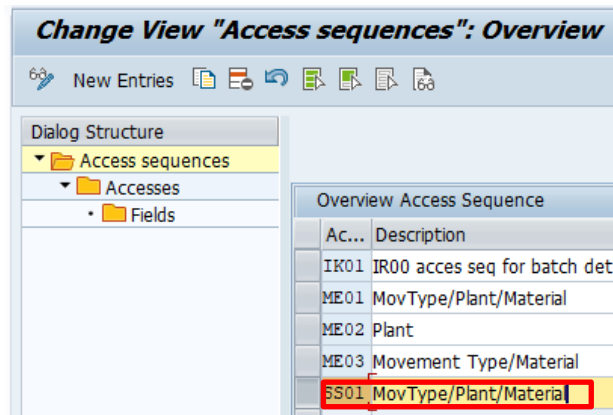 Change View "Access sequences": Overview
New Entries
Dialog Structure
Access sequences
Accesses
Fields
Overview Access Sequence
Ac... Description
IK01 IR00 acces seq for batch det
ME01 MovType/Plant/Material
ME02 Plant
ME03 Movement Type/Material
SS01 MovType/Plant/Material